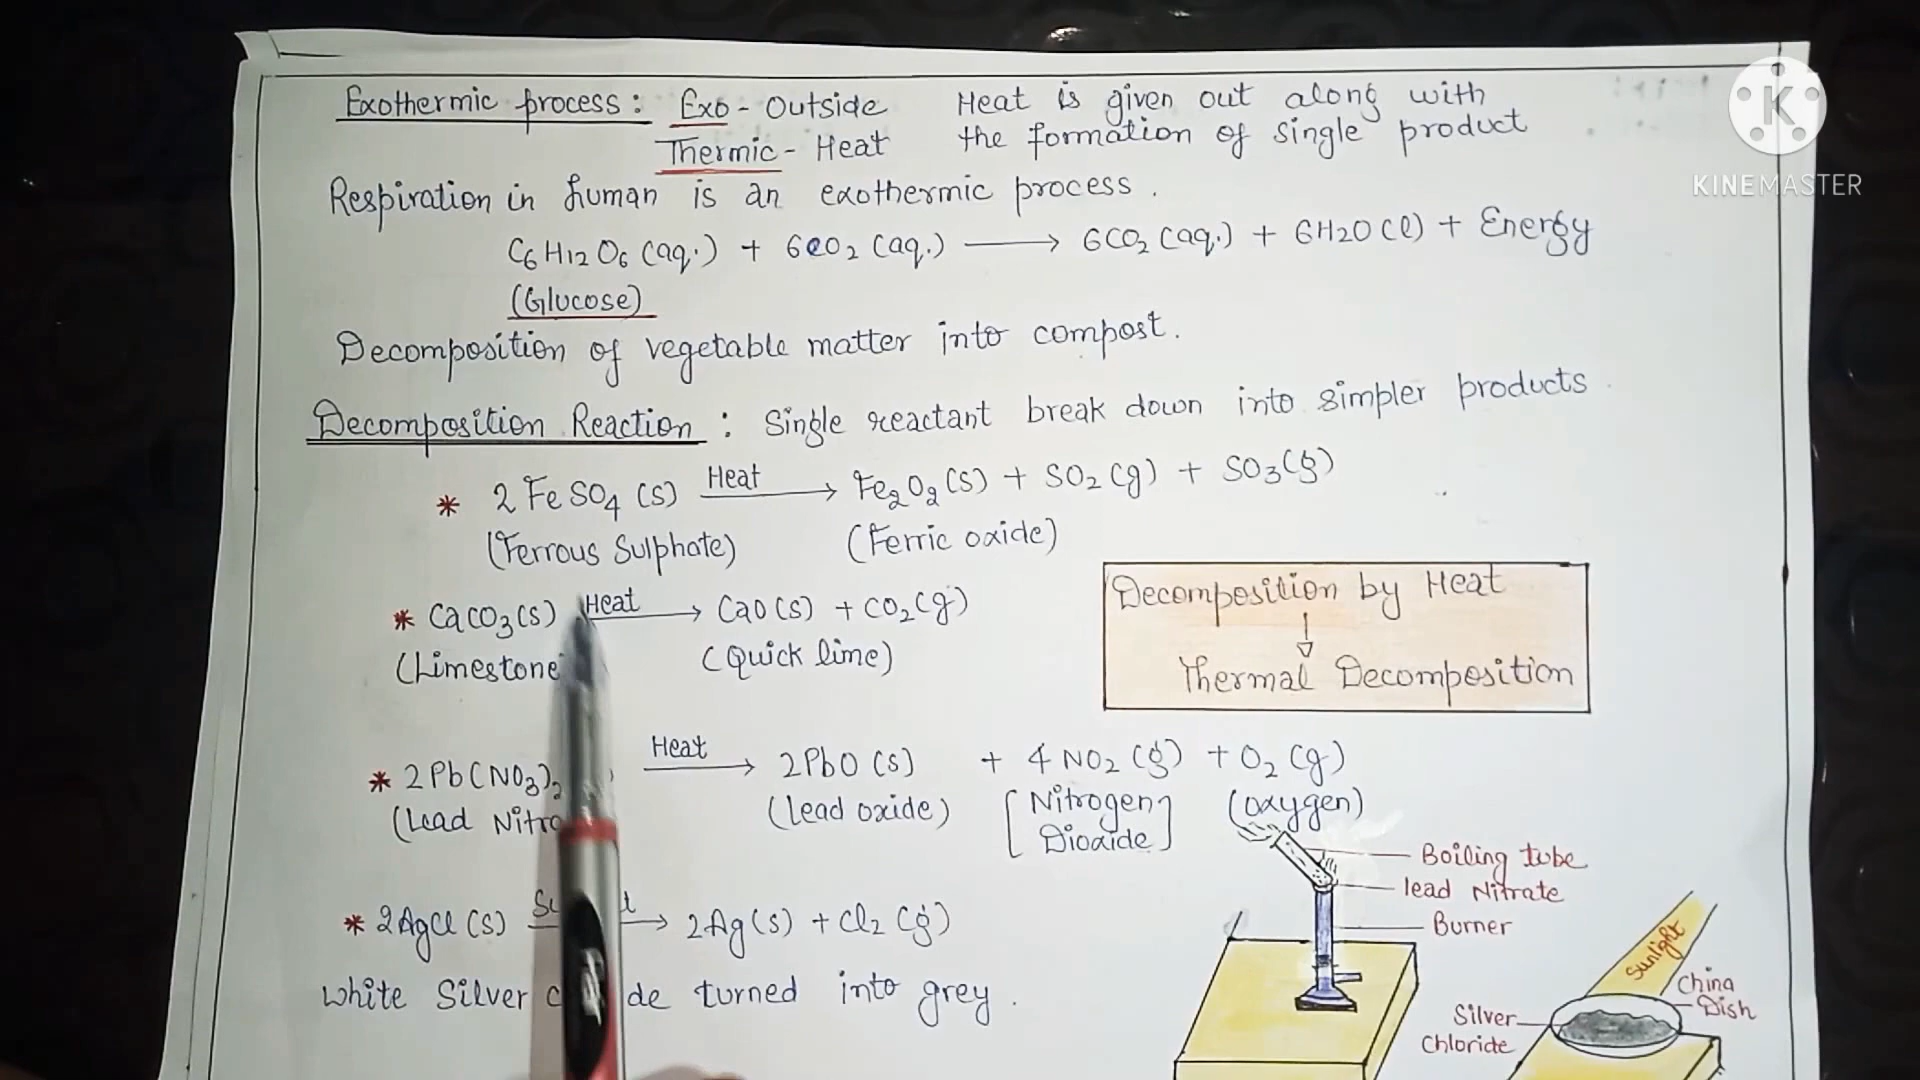 Exothermic process: Exo - Outside Heat is given out along with
Thermic - Heat the formation of single product
Respiration in human is an exothermic process.
C6H12O6 (aq.) + 6CO2 (aq.) ⟶ 6CO2 (aq.) + 6H2O (l) + Energy
(Glucose)
Decomposition of vegetable matter into compost.
Decomposition Reaction: Single reactant break down into simpler products
* 2 FeSO4 (s) Heat ⟶ Fe2O2 (s) + SO2 (g) + SO3 (g)
(Ferrous Sulphate) (Ferric oxide)
* CaCO3 (s) Heat ⟶ CaO (s) + CO2 (g)
(Limestone (Quick lime)
Decomposition by Heat
↓
Thermal Decomposition
* 2Pb(NO3)2 ) Heat ⟶ 2PbO (s) + 4 NO2 (g) + O2 (g)
(Lead Nitra (Lead oxide) [Nitrogen (oxygen)
Dioxide]
* 2AgCl (s) ⟶ 2Ag (s) + Cl2 (g)
White Silver c de turned into grey.
Boiling tube
lead Nitrate
Burner
Sunlight
China
Dish
Silver
Chloride
K
KINEMASTER